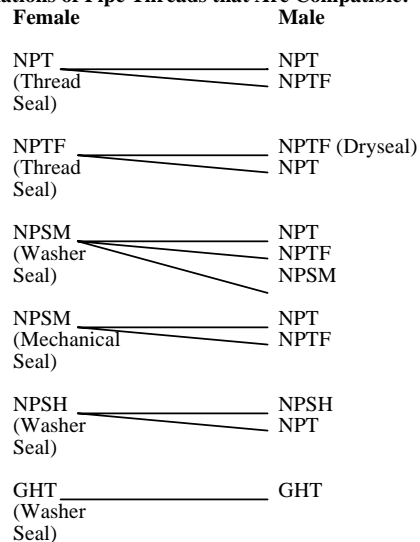 of Pipe Threads that Are Compatible.
Female Male
NPT NPT
(Thread NPTF
Seal)
NPTF NPTF (Dryseal)
(Thread NPT
Seal)
NPSM NPT
(Washer NPTF
Seal) NPSM
NPSM NPT
(Mechanical NPTF
Seal)
NPSH NPSH
(Washer NPT
Seal)
GHT GHT
(Washer
Seal)